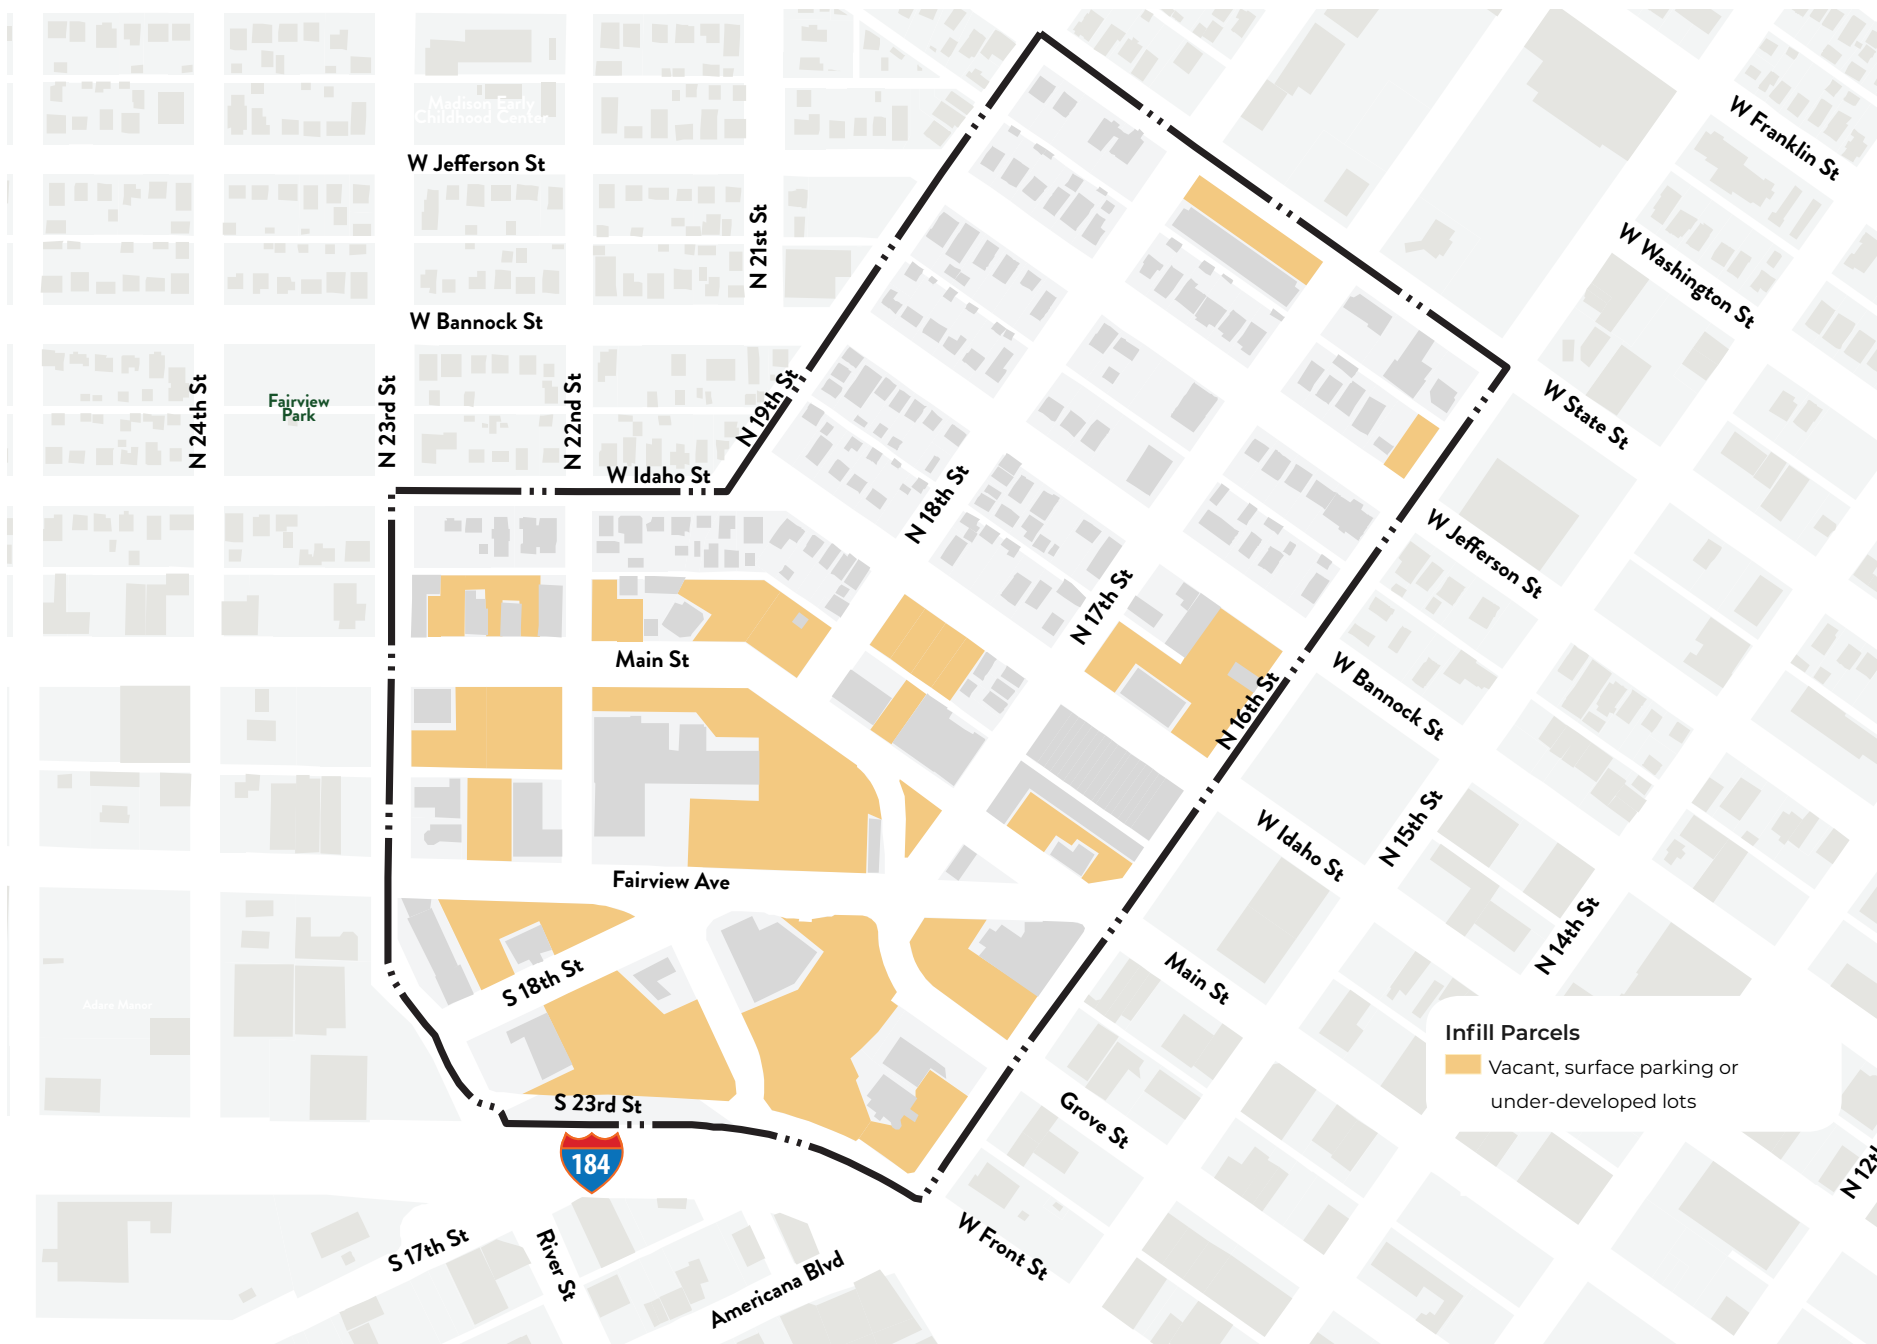 Madison Early
Childhood Center
W Jefferson St
W Franklin St
N 21st St
W Washington St
W Bannock St
N 24th St
Fairview
Park
N 23rd St
N 22nd St
N 19th St
W State St
W Idaho St
N 18th St
W Jefferson St
N 17th St
Main St
N 16th St
W Bannock St
N 15th St
W Idaho St
Fairview Ave
N 14th St
S 18th St
Main St
Adare Manor
Infill Parcels
Vacant, surface parking or
under-developed lots
S 23rd St
Grove St
184
N 12th
S 17th St
River St
W Front St
Americana Blvd